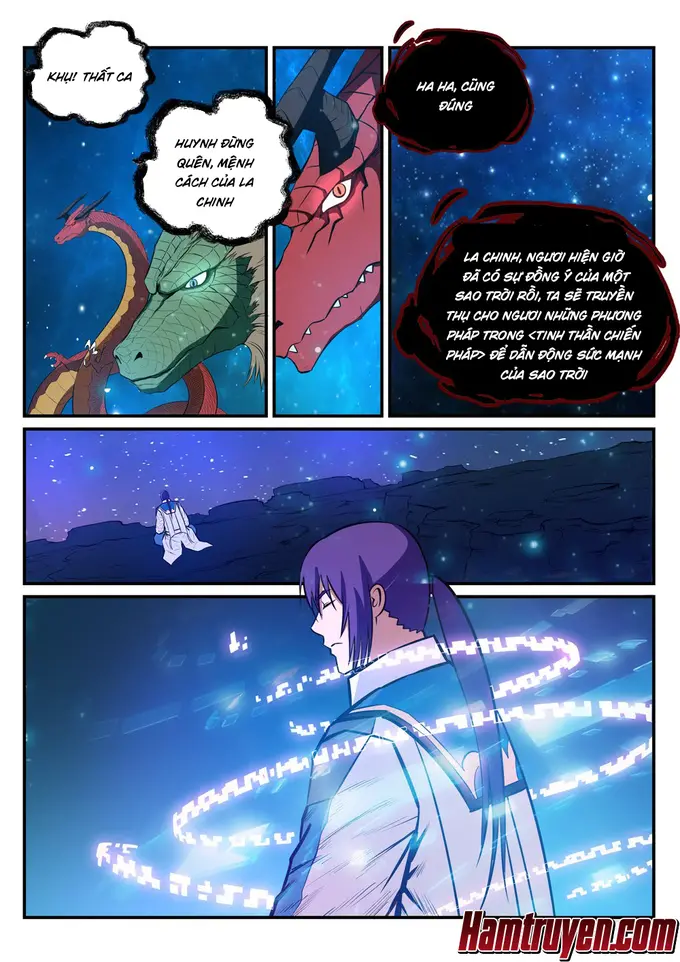 KHỤ! THẤT CA
HUYNH ĐỪNG
QUÊN, MỆNH
CÁCH CỦA LA
CHINH
HA HA, CŨNG
ĐÚNG
LA CHINH, NGƯƠI HIỆN GIỜ
ĐÃ CÓ SỰ ĐỒNG Ý CỦA MỘT
SAO TRỜI RỒI, TA SẼ TRUYỀN
THỤ CHO NGƯƠI NHỮNG PHƯƠNG
PHÁP TRONG <TINH THẦN CHIẾN
PHÁP> ĐỂ DẪN ĐỘNG SỨC MẠNH
CỦA SAO TRỜI
Hamtruyen.com